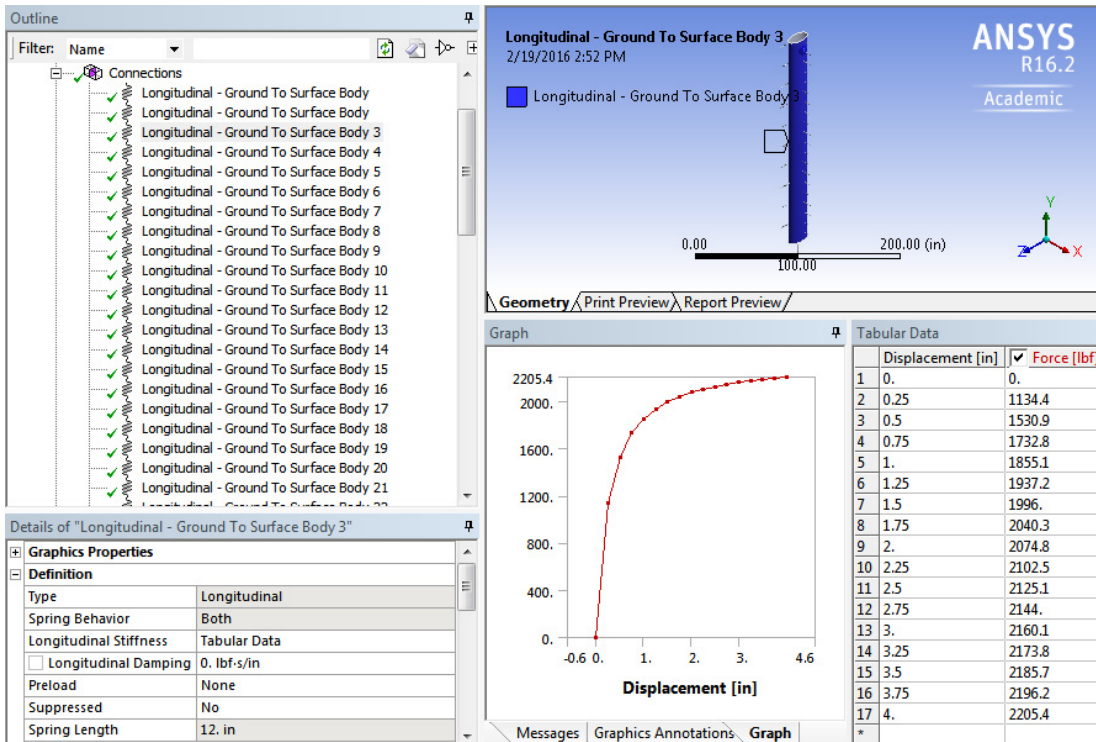 Outline
Filter: Name
Connections
Longitudinal - Ground To Surface Body
Longitudinal - Ground To Surface Body
Longitudinal - Ground To Surface Body 3
Longitudinal - Ground To Surface Body 4
Longitudinal - Ground To Surface Body 5
Longitudinal - Ground To Surface Body 6
Longitudinal - Ground To Surface Body 7
Longitudinal - Ground To Surface Body 8
Longitudinal - Ground To Surface Body 9
Longitudinal - Ground To Surface Body 10
Longitudinal - Ground To Surface Body 11
Longitudinal - Ground To Surface Body 12
Longitudinal - Ground To Surface Body 13
Longitudinal - Ground To Surface Body 14
Longitudinal - Ground To Surface Body 15
Longitudinal - Ground To Surface Body 16
Longitudinal - Ground To Surface Body 17
Longitudinal - Ground To Surface Body 18
Longitudinal - Ground To Surface Body 19
Longitudinal - Ground To Surface Body 20
Longitudinal - Ground To Surface Body 21
Details of "Longitudinal - Ground To Surface Body 3"
Graphics Properties
Definition
Type Longitudinal
Spring Behavior Both
Longitudinal Stiffness Tabular Data
Longitudinal Damping 0. lbf·s/in
Preload None
Suppressed No
Spring Length 12. in
Longitudinal - Ground To Surface Body 3
2/19/2016 2:52 PM
Longitudinal - Ground To Surface Body 3
ANSYS
R16.2
Academic
0.00 200.00 (in)
100.00
Y
Z X
Geometry Print Preview Report Preview
Graph
2205.4
2000.
1600.
1200.
800.
400.
0.
-0.6 0. 1. 2. 3. 4.6
Displacement [in]
Messages Graphics Annotations Graph
Tabular Data
Displacement [in] Force [lbf]
1 0. 0.
2 0.25 1134.4
3 0.5 1530.9
4 0.75 1732.8
5 1. 1855.1
6 1.25 1937.2
7 1.5 1996.
8 1.75 2040.3
9 2. 2074.8
10 2.25 2102.5
11 2.5 2125.1
12 2.75 2144.
13 3. 2160.1
14 3.25 2173.8
15 3.5 2185.7
16 3.75 2196.2
17 4. 2205.4
*